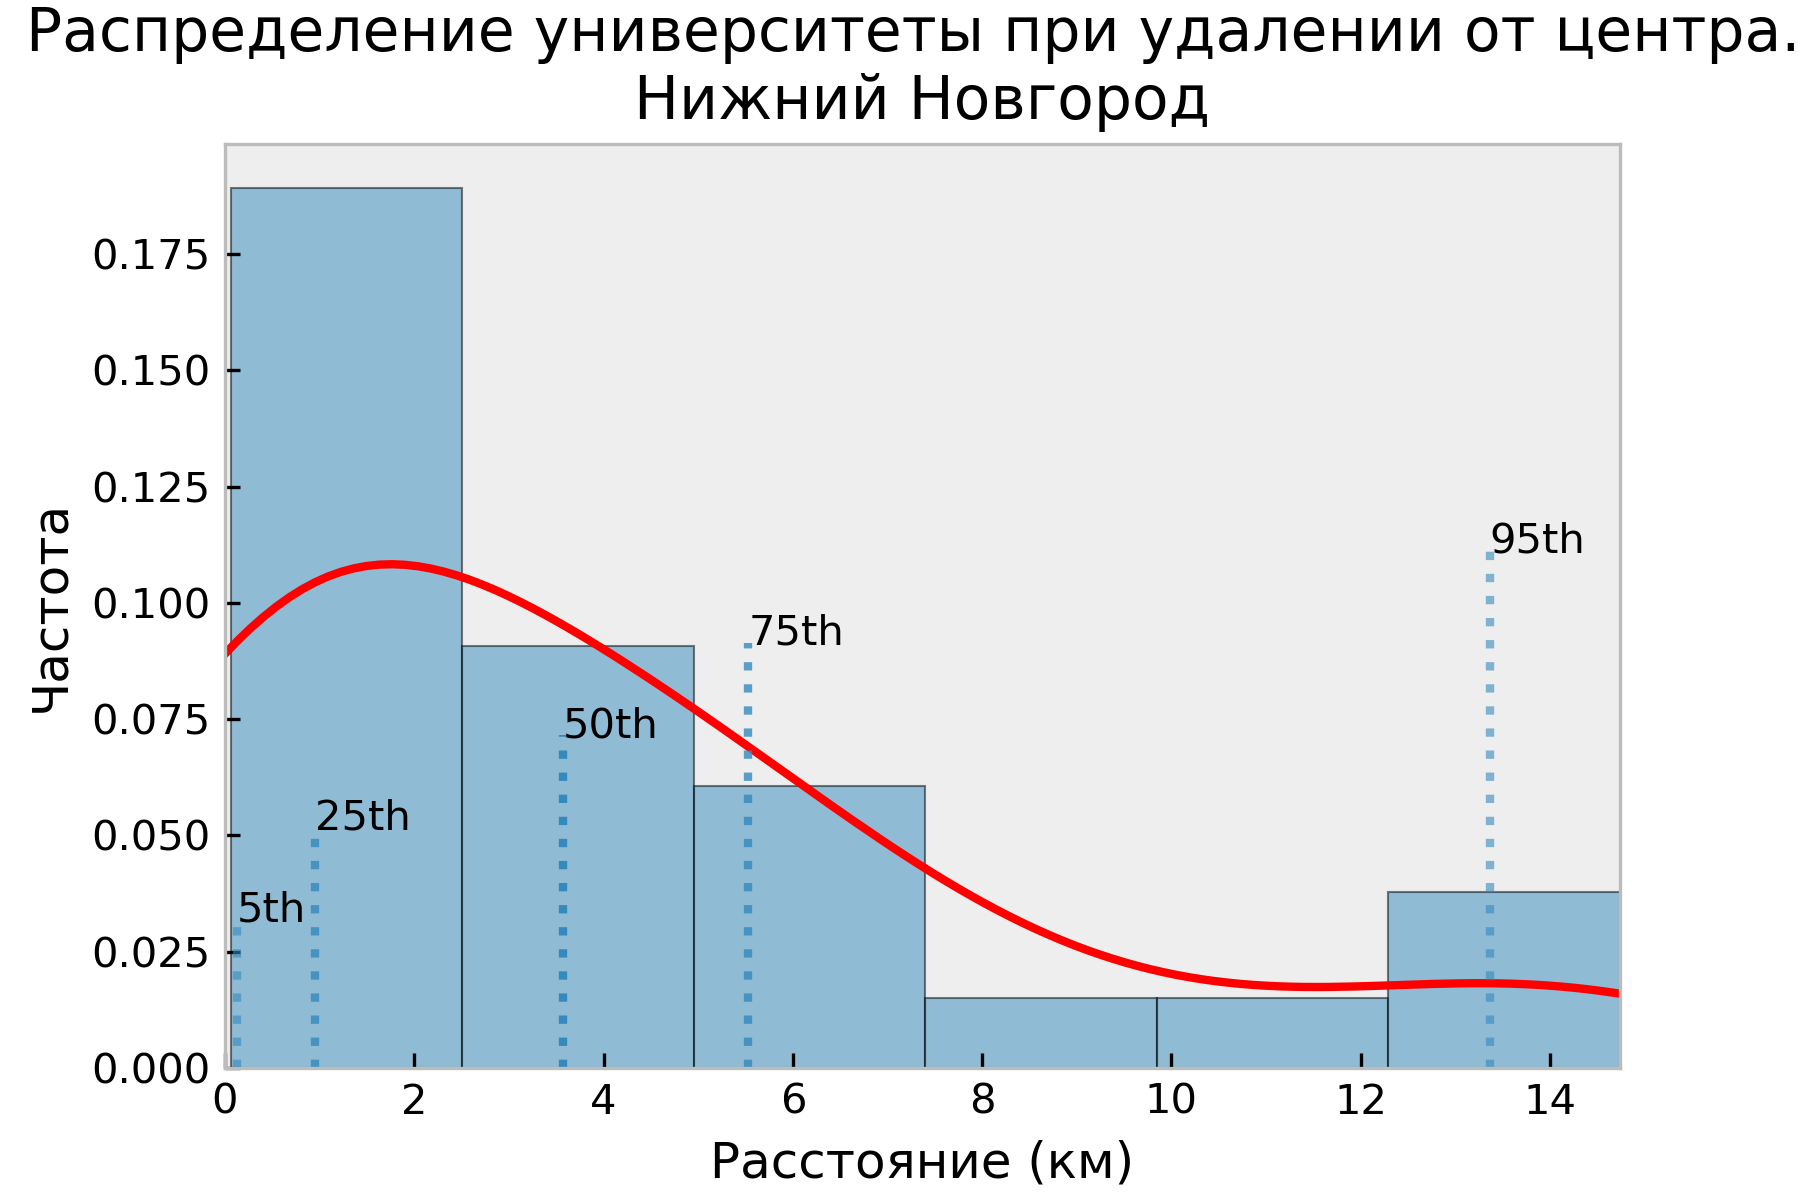 Распределение университеты при удалении от центра.
Нижний Новгород
Частота
0.175
0.150
0.125
0.100
0.075
0.050
0.025
0.000
5th
25th
50th
75th
95th
0 2 4 6 8 10 12 14
Расстояние (км)